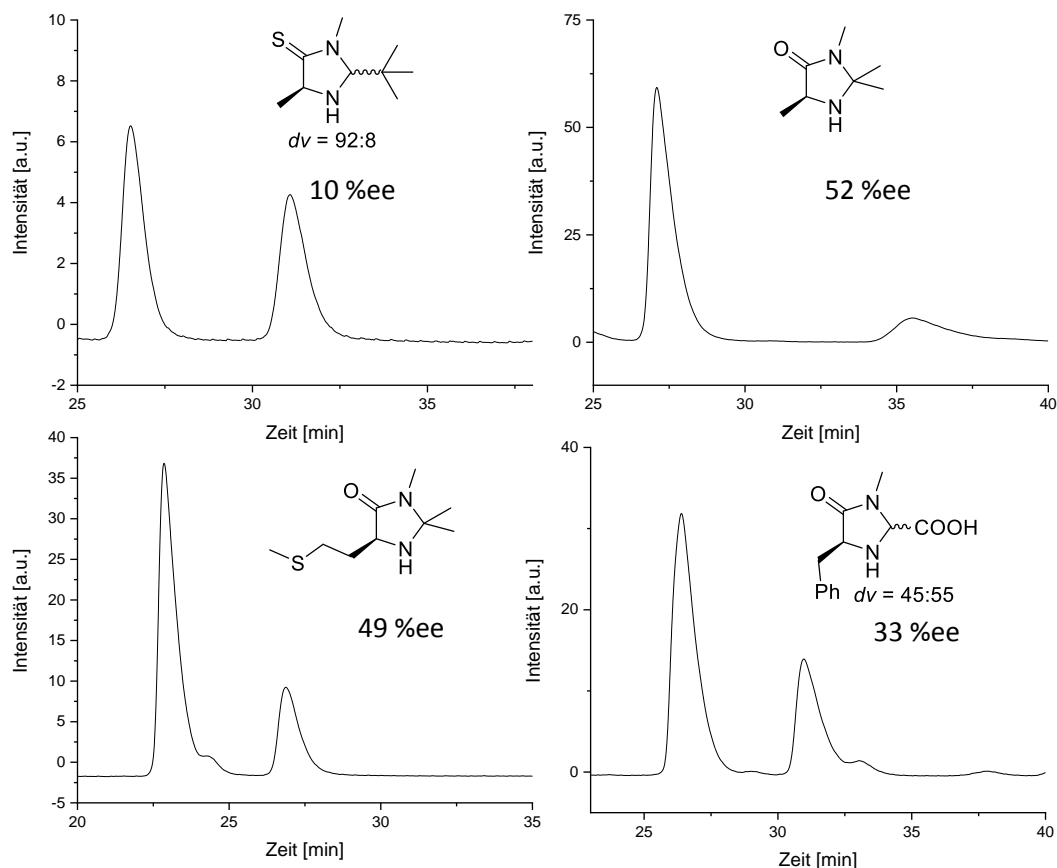 10
8
6
4
2
0
-2
25
30
35
Zeit [min]
Intensität [a.u.]
S
N
N
H
dv = 92:8
10 %ee
75
50
25
0
25
30
35
40
Zeit [min]
Intensität [a.u.]
O
N
N
H
52 %ee
40
35
30
25
20
15
10
5
0
-5
20
25
30
35
Zeit [min]
Intensität [a.u.]
O
N
S
N
H
49 %ee
40
20
0
25
30
35
40
Zeit [min]
Intensität [a.u.]
O
N
COOH
N
H
Ph
dv = 45:55
33 %ee